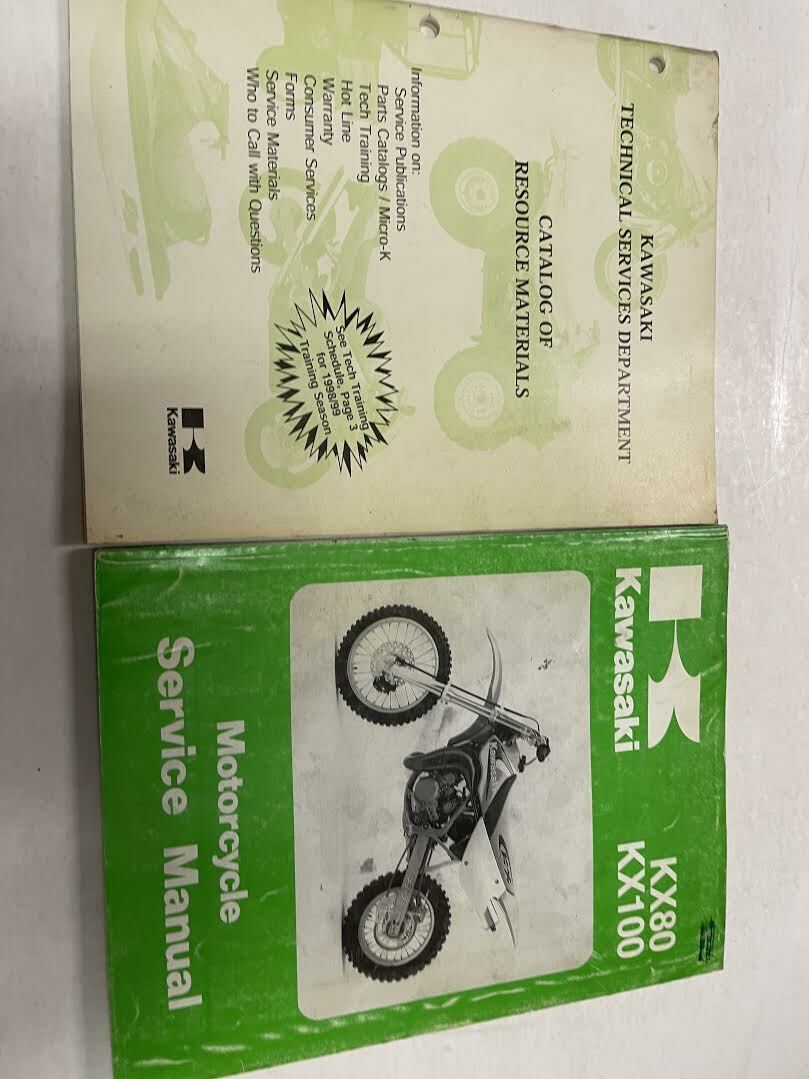 KAWASAKI
TECHNICAL SERVICES DEPARTMENT
CATALOG OF
RESOURCE MATERIALS
Information on:
Service Publications
Parts Catalogs / Micro-K
Tech Training
Hot Line
Warranty
Consumer Services
Forms
Service Materials
Who to Call with Questions
See Tech Training
Schedule, Page 3
for 1998/99
Training Season
Kawasaki
Kawasaki
KX80
KX100
Kawasaki
KX
Motorcycle
Service Manual